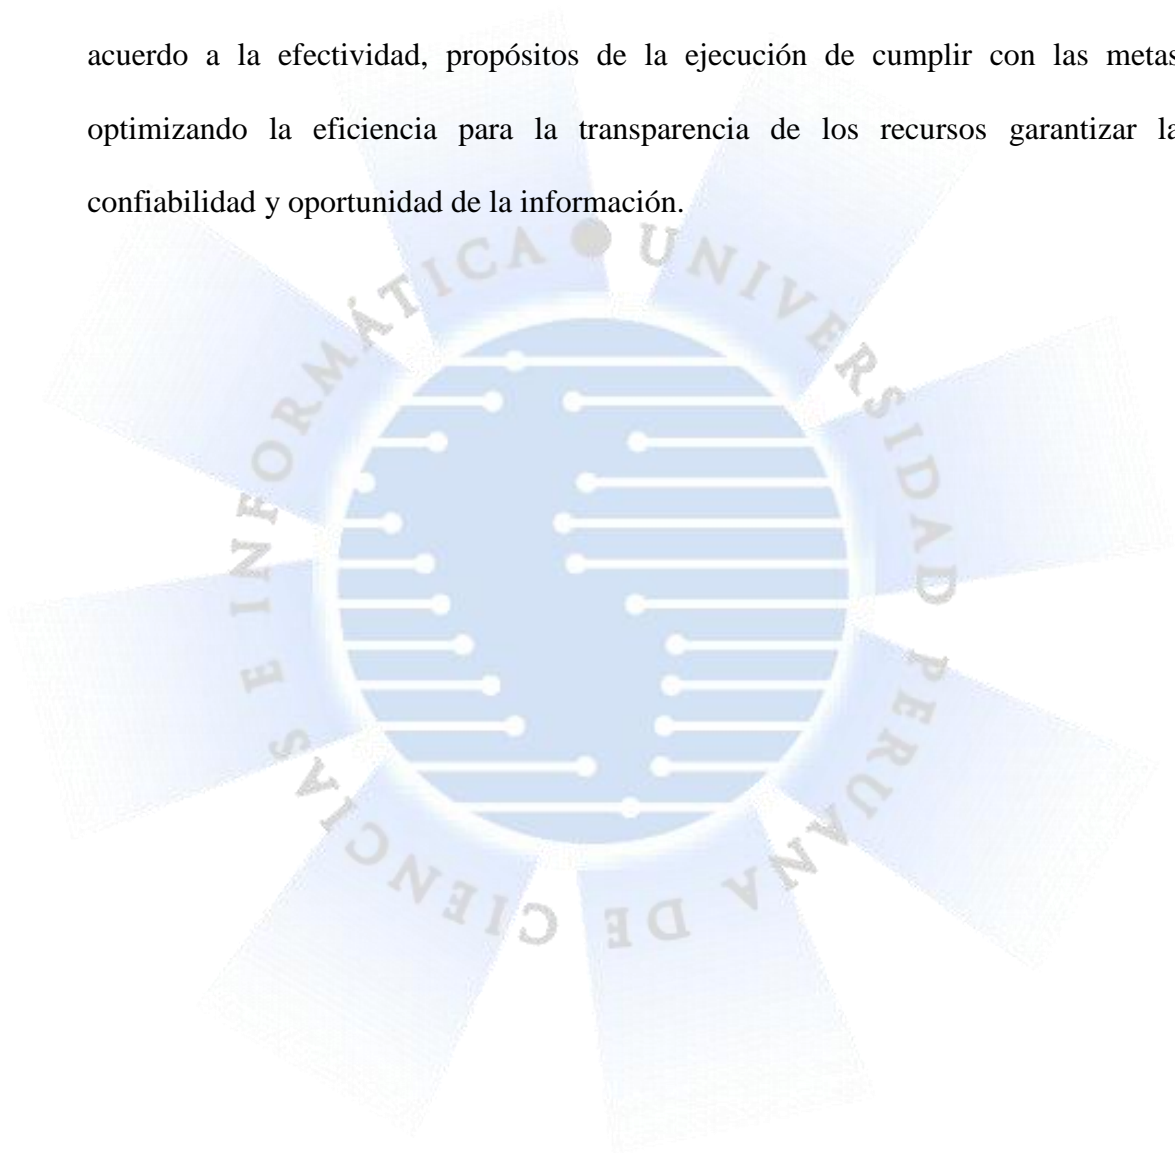 acuerdo a la efectividad, propósitos de la ejecución de cumplir con las metas
optimizando la eficiencia para la transparencia de los recursos garantizar la
confiabilidad y oportunidad de la información.
UNIVERSIDAD PERUANA DE CIENCIAS E INFORMÁTICA